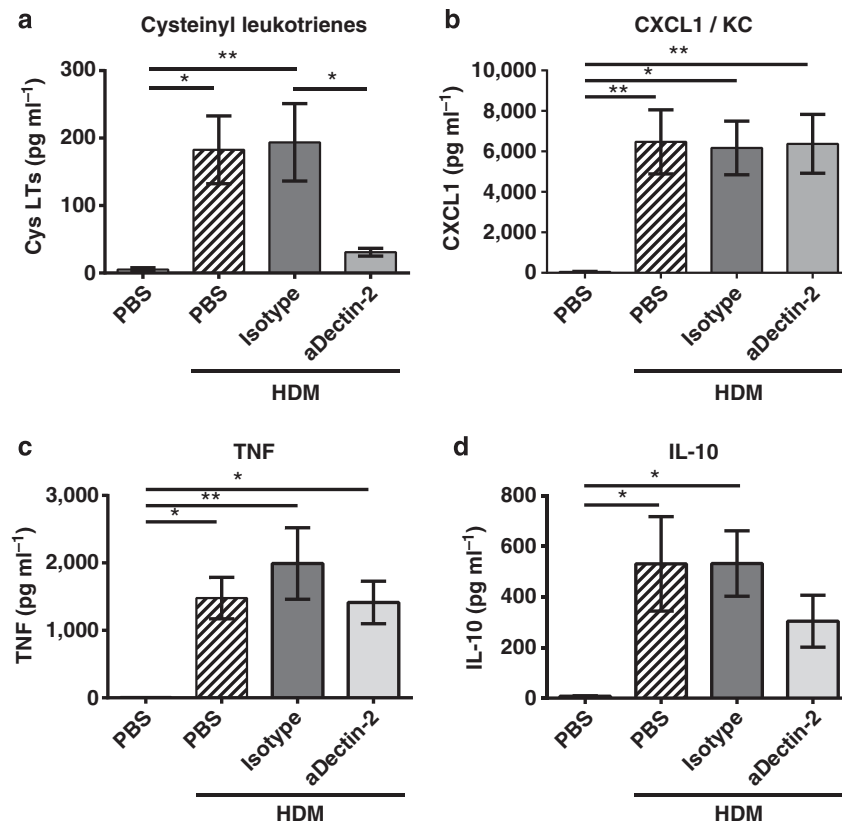 a
Cysteinyl leukotrienes
**
*
*
300
200
100
0
Cys LTs (pg ml⁻¹)
PBS
PBS
Isotype
aDectin-2
HDM
b
CXCL1 / KC
**
*
**
10,000
8,000
6,000
4,000
2,000
0
CXCL1 (pg ml⁻¹)
PBS
PBS
Isotype
aDectin-2
HDM
c
TNF
*
**
*
3,000
2,000
1,000
0
TNF (pg ml⁻¹)
PBS
PBS
Isotype
aDectin-2
HDM
d
IL-10
*
*
800
600
400
200
0
IL-10 (pg ml⁻¹)
PBS
PBS
Isotype
aDectin-2
HDM